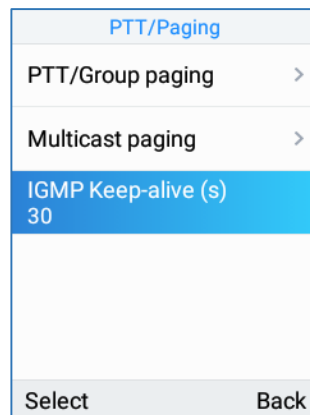 PTT/Paging
PTT/Group paging
Multicast paging
IGMP Keep-alive (s)
30
Select Back